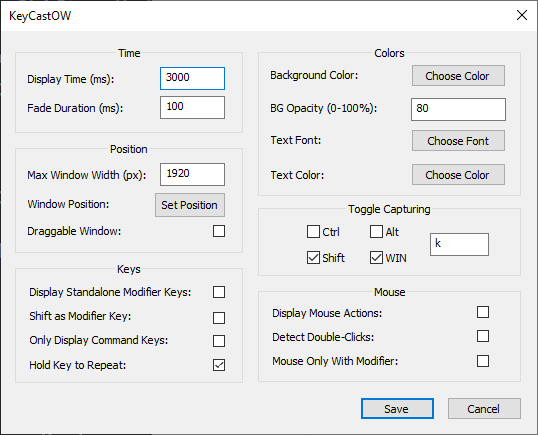 KeyCastOW
Time
Display Time (ms): 3000
Fade Duration (ms): 100
Position
Max Window Width (px): 1920
Window Position: Set Position
Draggable Window:
Keys
Display Standalone Modifier Keys:
Shift as Modifier Key:
Only Display Command Keys:
Hold Key to Repeat:
Colors
Background Color: Choose Color
BG Opacity (0-100%): 80
Text Font: Choose Font
Text Color: Choose Color
Toggle Capturing
Ctrl Alt
k
Shift WIN
Mouse
Display Mouse Actions:
Detect Double-Clicks:
Mouse Only With Modifier:
Save Cancel